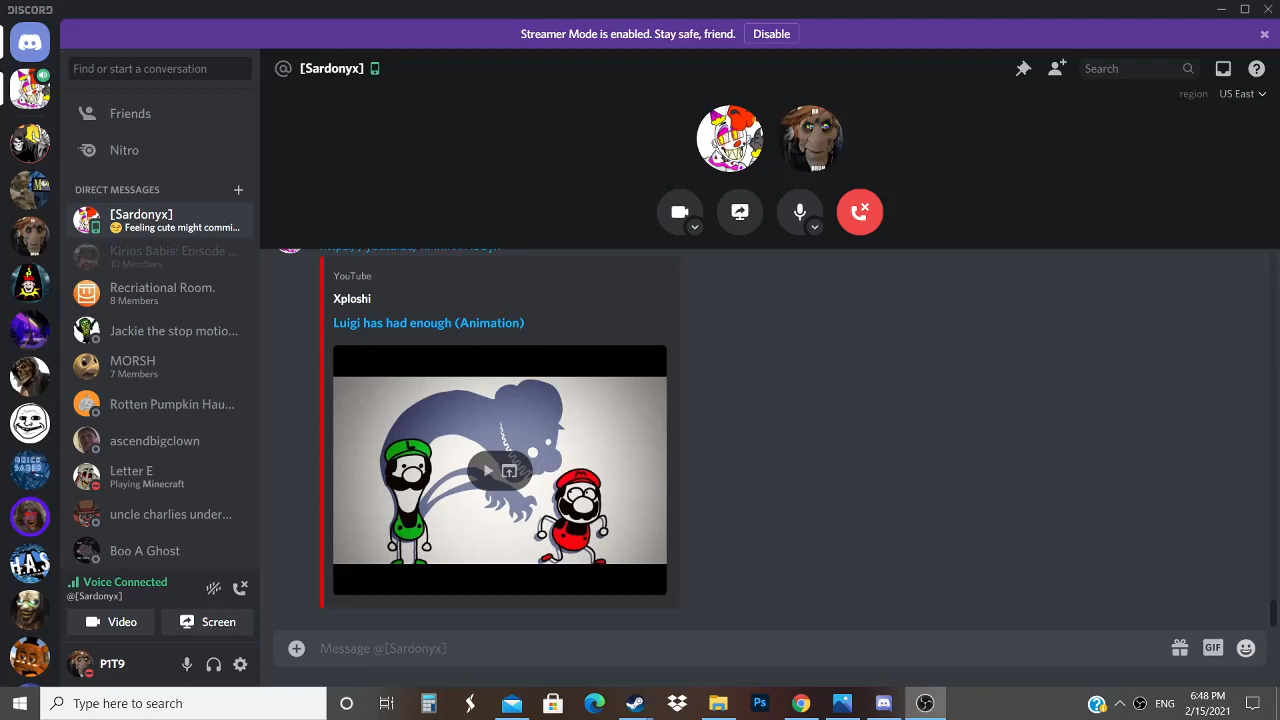 DISCORD
Streamer Mode is enabled. Stay safe, friend. Disable
Find or start a conversation
[Sardonyx]
Search
region US East
Friends
Nitro
DIRECT MESSAGES
[Sardonyx]
Feeling cute might commi...
Kirios Babis: Episode ...
10 Members
Recriational Room.
8 Members
Jackie the stop motio...
MORSH
7 Members
Rotten Pumpkin Hau...
ascendbigclown
Letter E
Playing Minecraft
uncle charlies under...
Boo A Ghost
Voice Connected
@[Sardonyx]
Video
Screen
P1T9
YouTube
Xploshi
Luigi has had enough (Animation)
L
M
Message @[Sardonyx]
GIF
H.A.S
BRICK
SABER
Type here to search
Ps
ENG
6:48 PM
2/15/2021